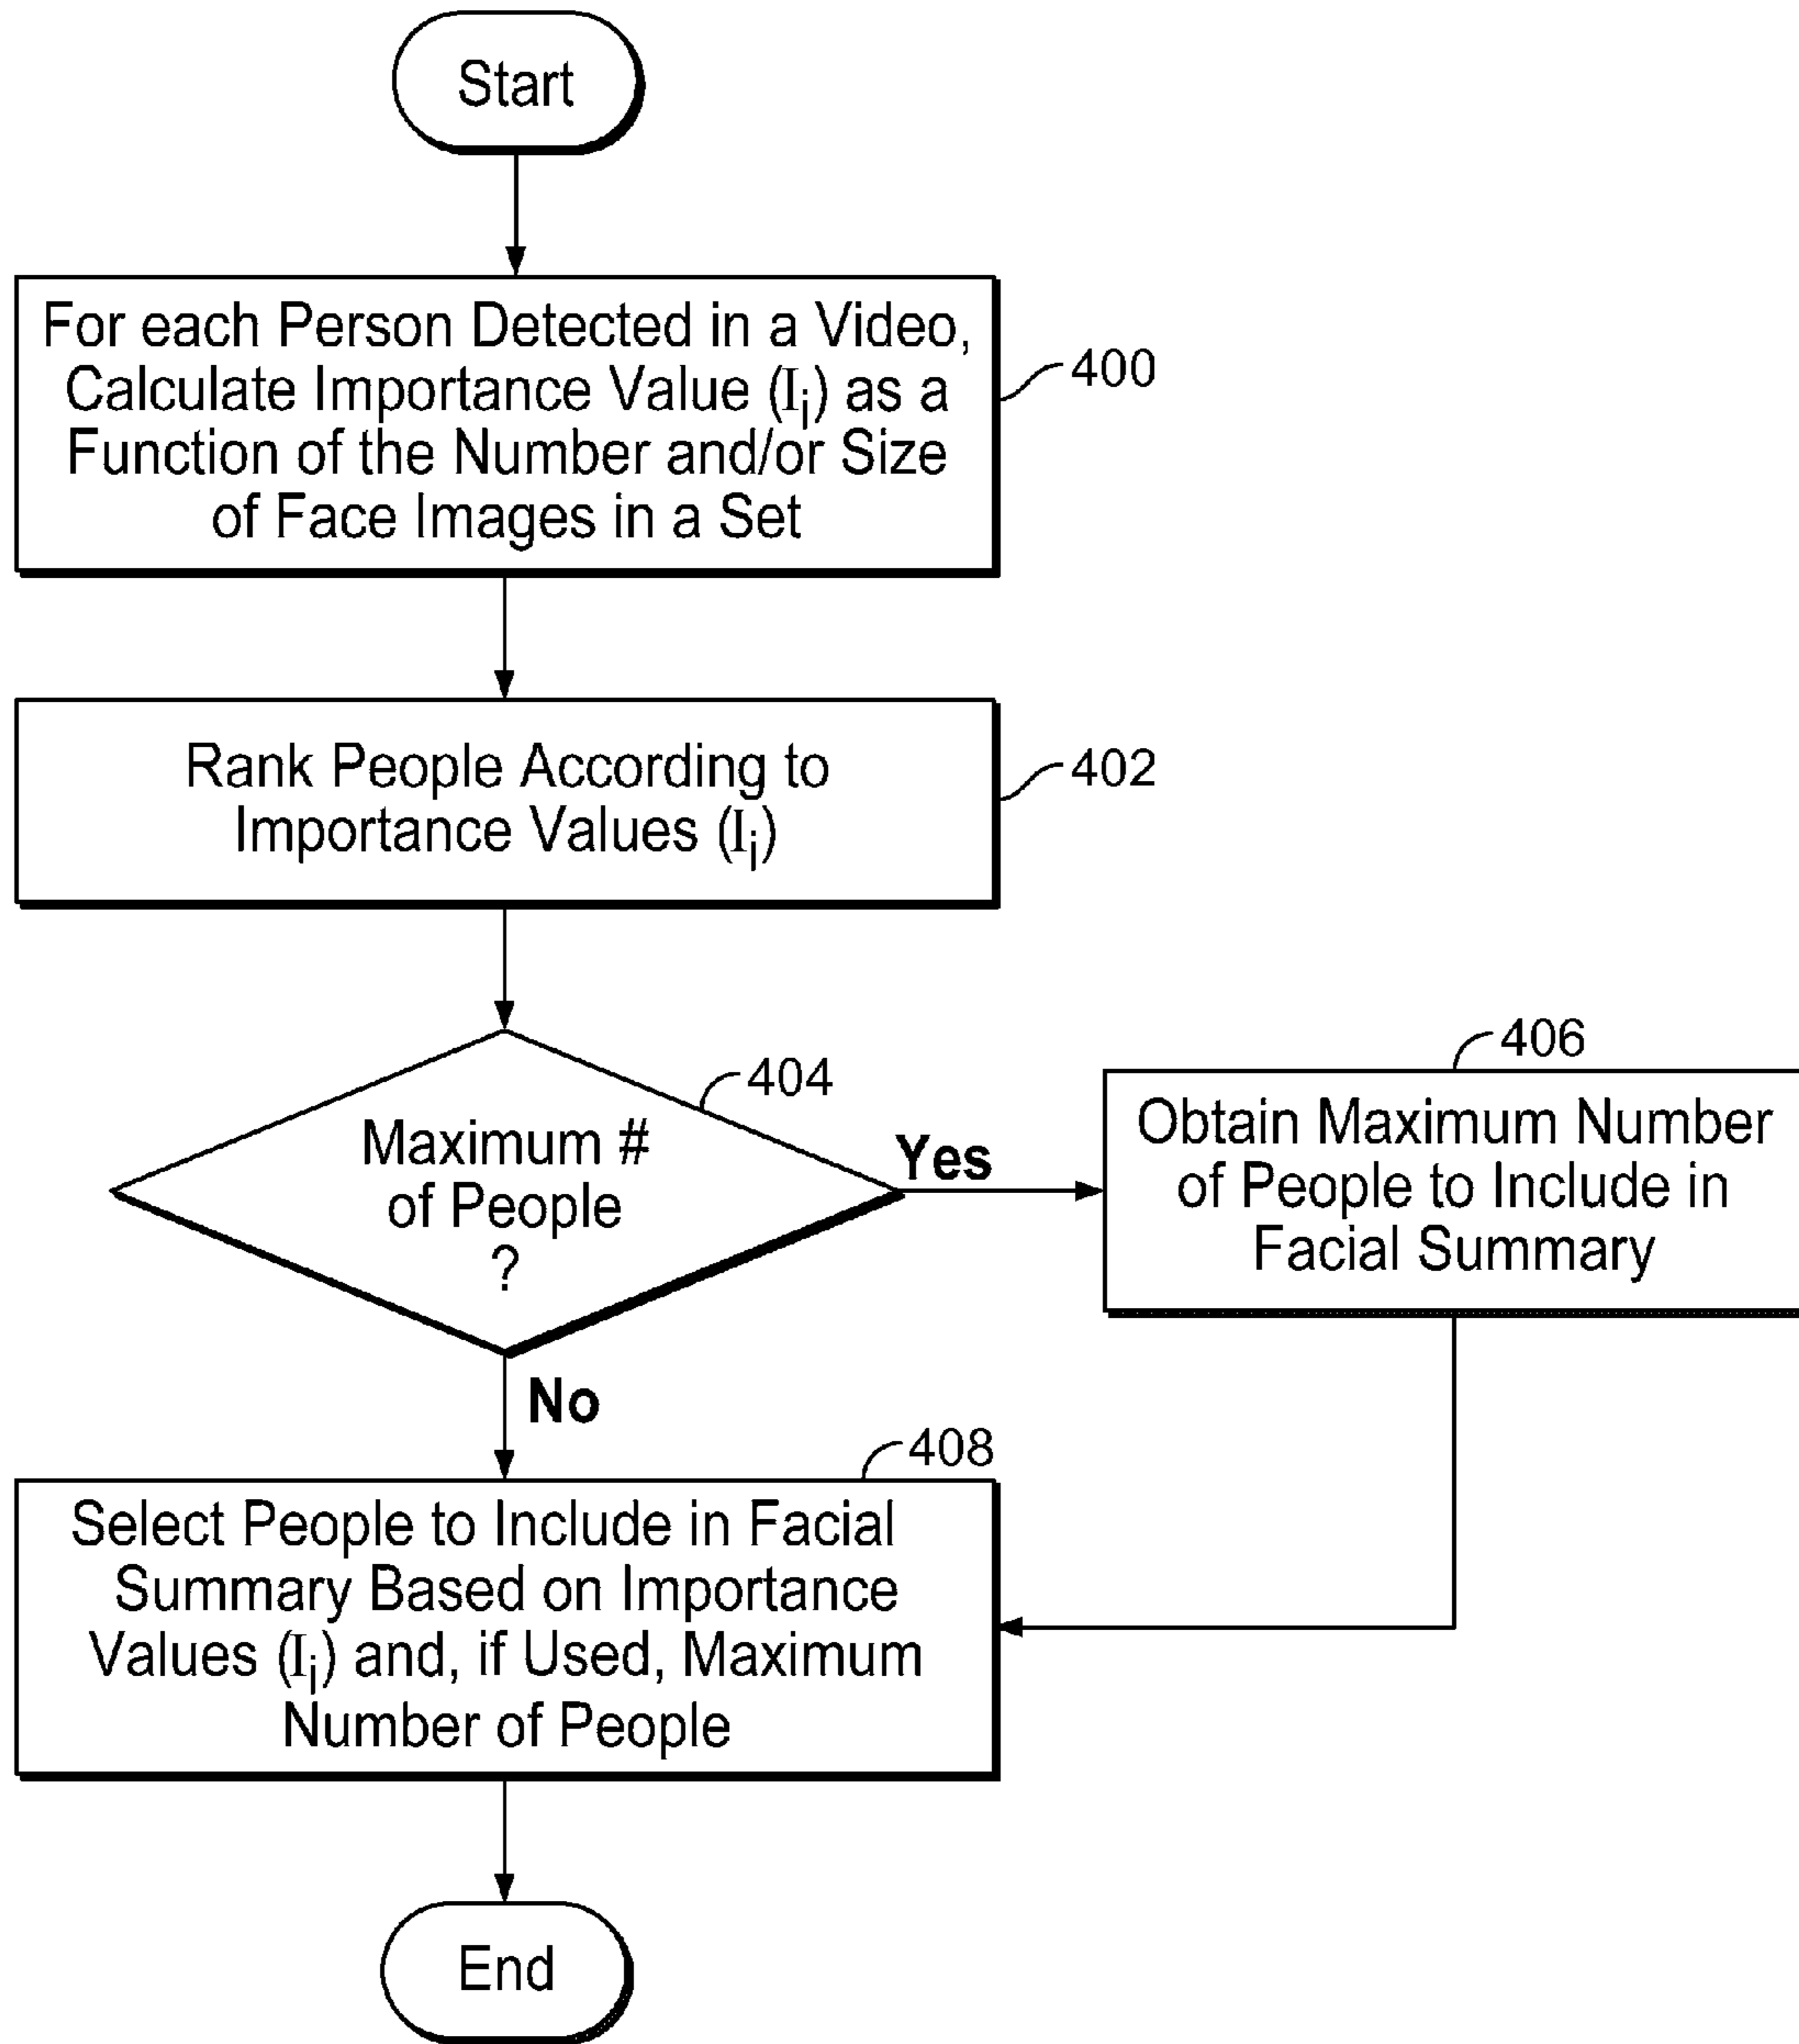 Start
For each Person Detected in a Video,
Calculate Importance Value (Iᵢ) as a
Function of the Number and/or Size
of Face Images in a Set
400
Rank People According to
Importance Values (Iᵢ)
402
404
Maximum #
of People
?
Yes
406
Obtain Maximum Number
of People to Include in
Facial Summary
No
408
Select People to Include in Facial
Summary Based on Importance
Values (Iᵢ) and, if Used, Maximum
Number of People
End